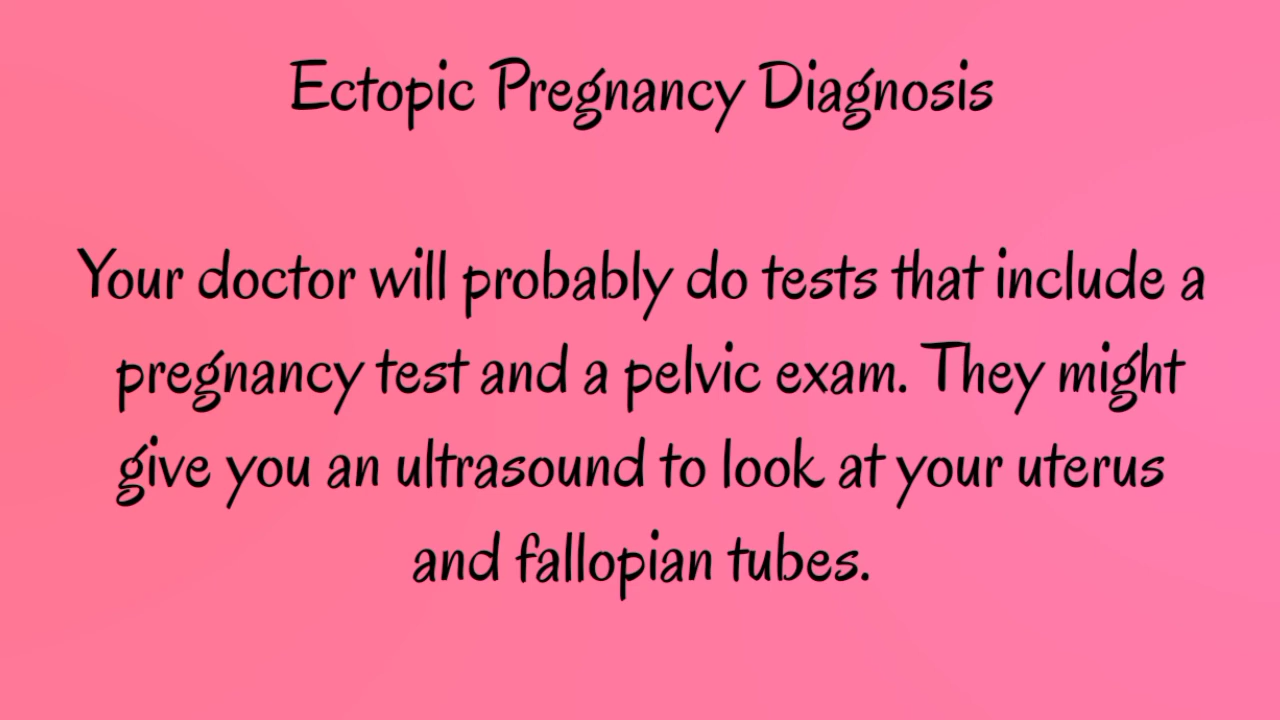 Ectopic Pregnancy Diagnosis
Your doctor will probably do tests that include a
pregnancy test and a pelvic exam. They might
give you an ultrasound to look at your uterus
and fallopian tubes.